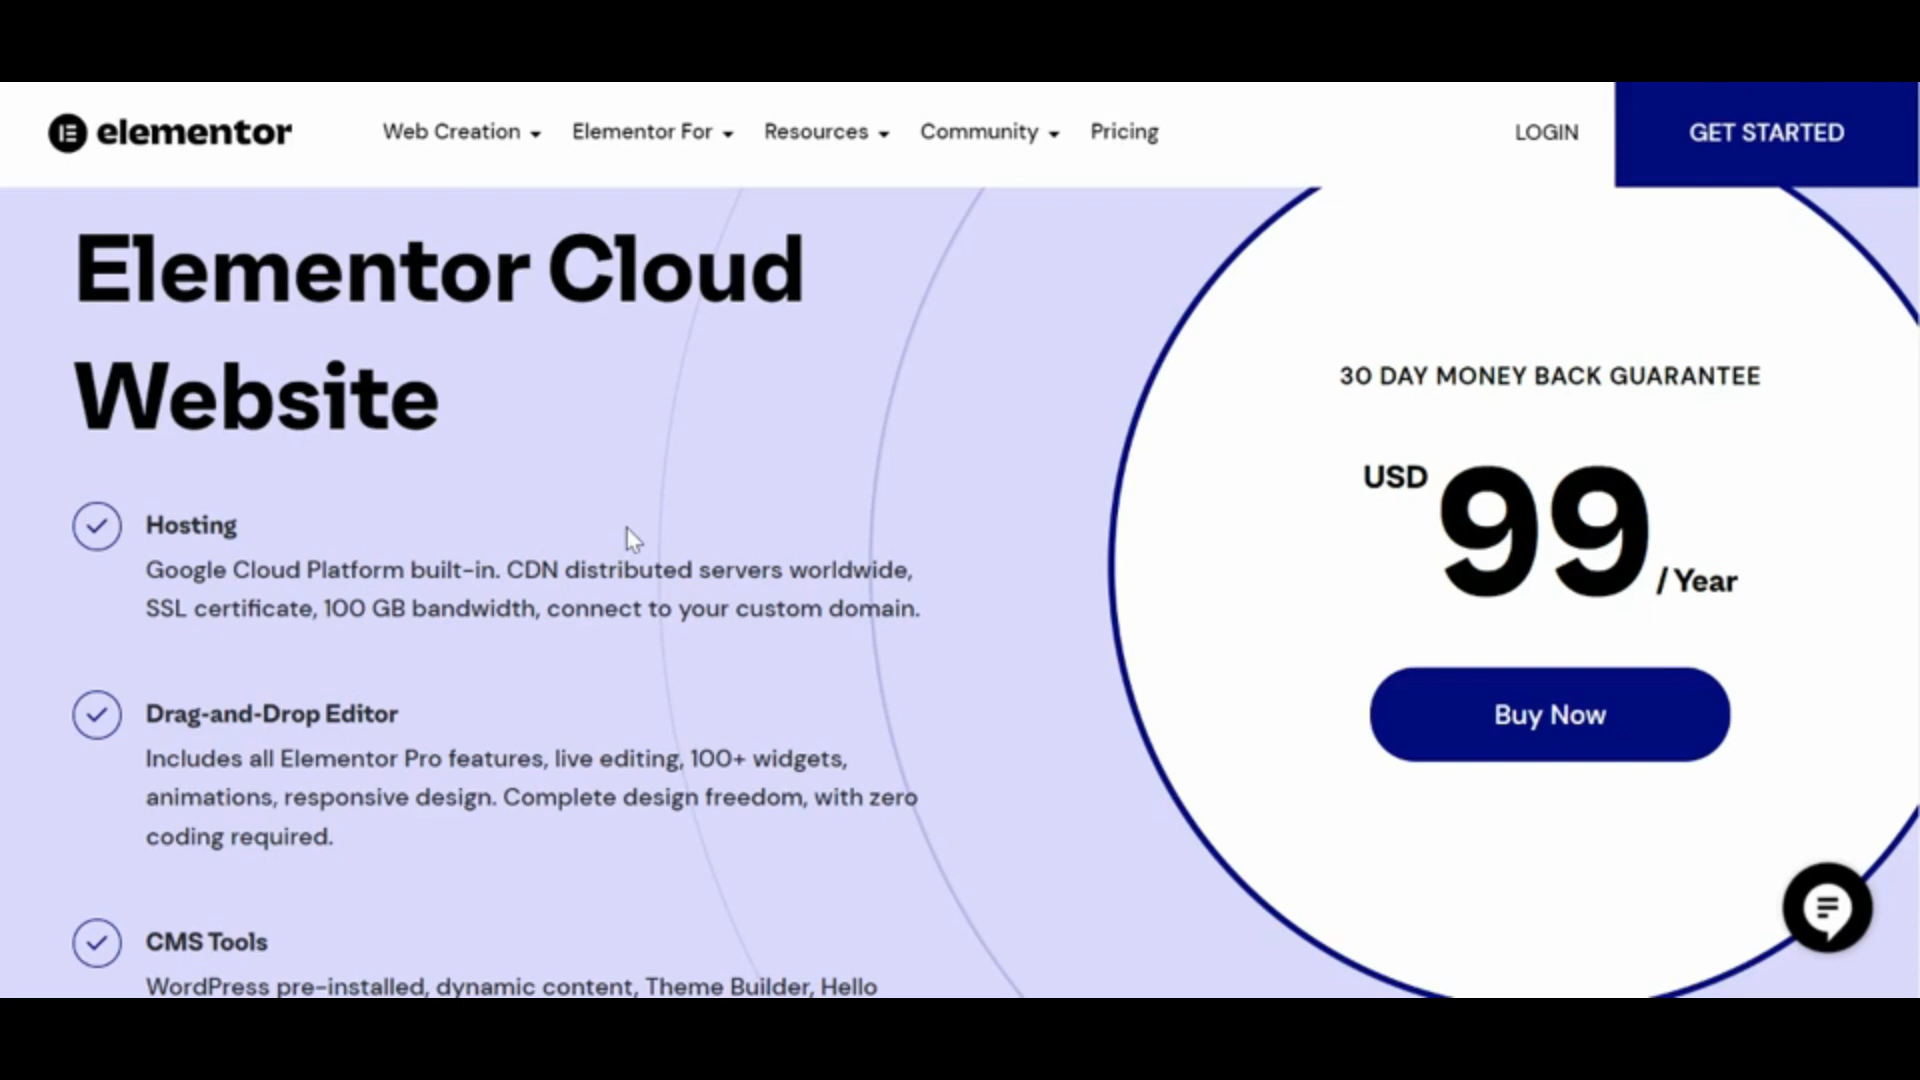 elementor
Web Creation
Elementor For
Resources
Community
Pricing
LOGIN
GET STARTED
Elementor Cloud
Website
Hosting
Google Cloud Platform built-in. CDN distributed servers worldwide,
SSL certificate, 100 GB bandwidth, connect to your custom domain.
Drag-and-Drop Editor
Includes all Elementor Pro features, live editing, 100+ widgets,
animations, responsive design. Complete design freedom, with zero
coding required.
CMS Tools
WordPress pre-installed, dynamic content, Theme Builder, Hello
30 DAY MONEY BACK GUARANTEE
USD 99 / Year
Buy Now